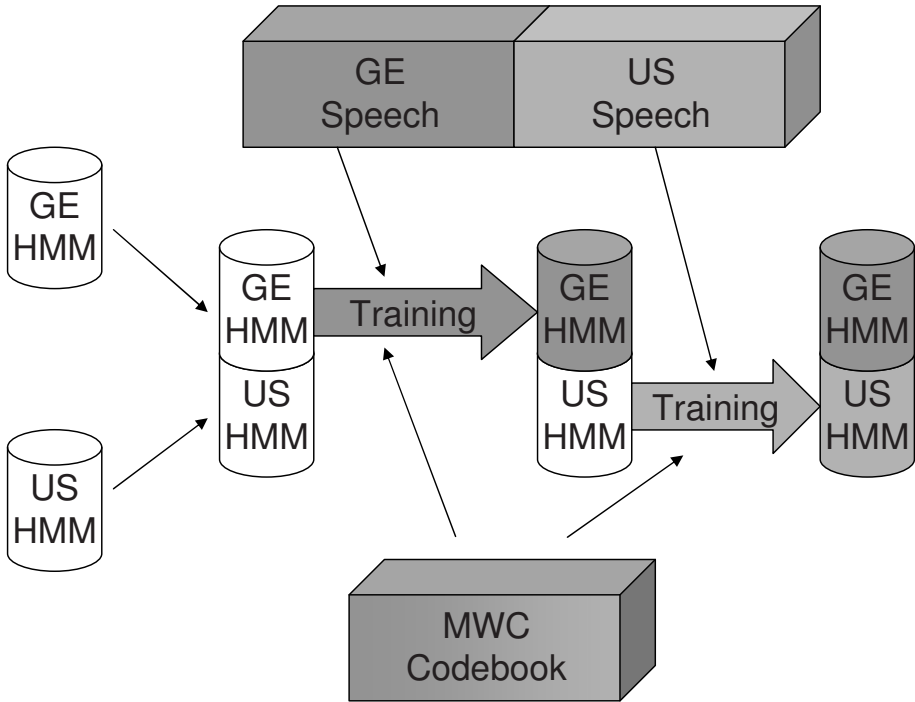 GE
Speech
US
Speech
GE
HMM
US
HMM
GE
HMM
US
HMM
Training
GE
HMM
US
HMM
Training
GE
HMM
US
HMM
MWC
Codebook